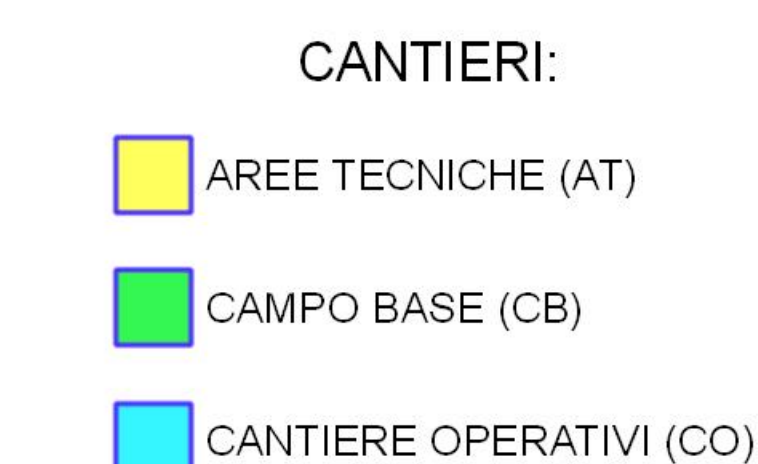 CANTIERI:
AREE TECNICHE (AT)
CAMPO BASE (CB)
CANTIERE OPERATIVI (CO)